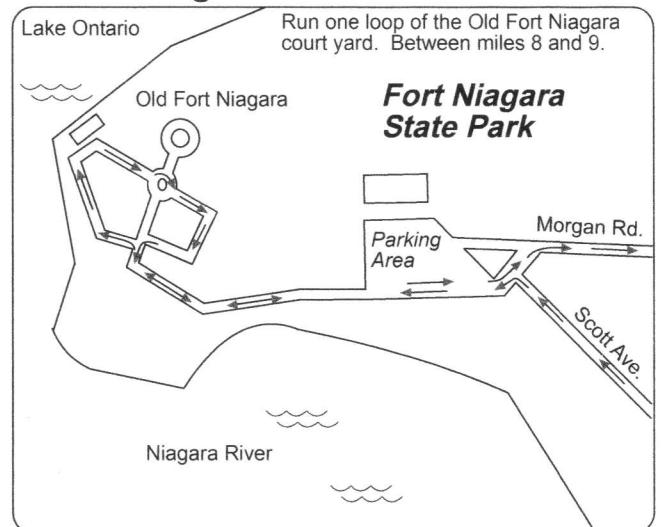 Lake Ontario
Run one loop of the Old Fort Niagara
court yard. Between miles 8 and 9.
Old Fort Niagara
Fort Niagara
State Park
Morgan Rd.
Parking
Area
Scott Ave.
Niagara River